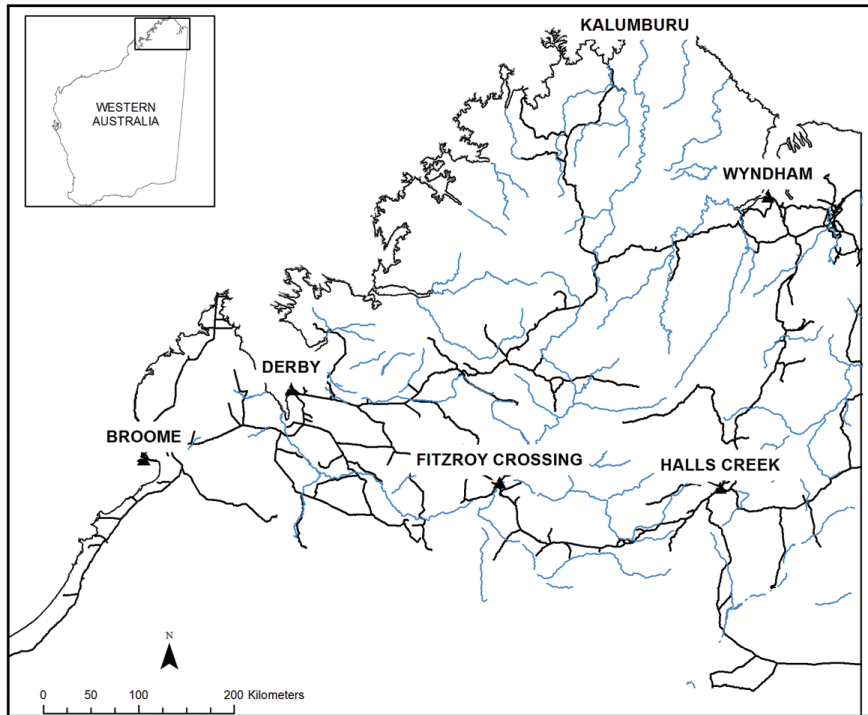 KALUMBURU
WESTERN
AUSTRALIA
WYNDHAM
DERBY
BROOME
FITZROY CROSSING
HALLS CREEK
N
0 50 100 200 Kilometers